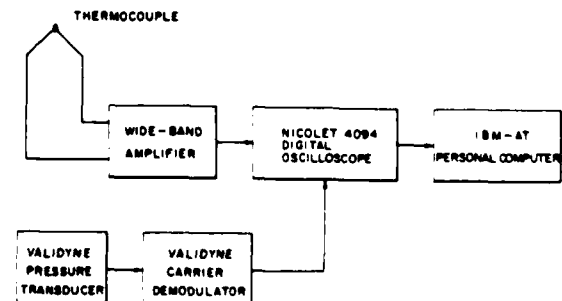 THERMOCOUPLE
WIDE-BAND
AMPLIFIER
NICOLET 4094
DIGITAL
OSCILLOSCOPE
IBM-AT
PERSONAL COMPUTER
VALIDYNE
PRESSURE
TRANSDUCER
VALIDYNE
CARRIER
DEMODULATOR